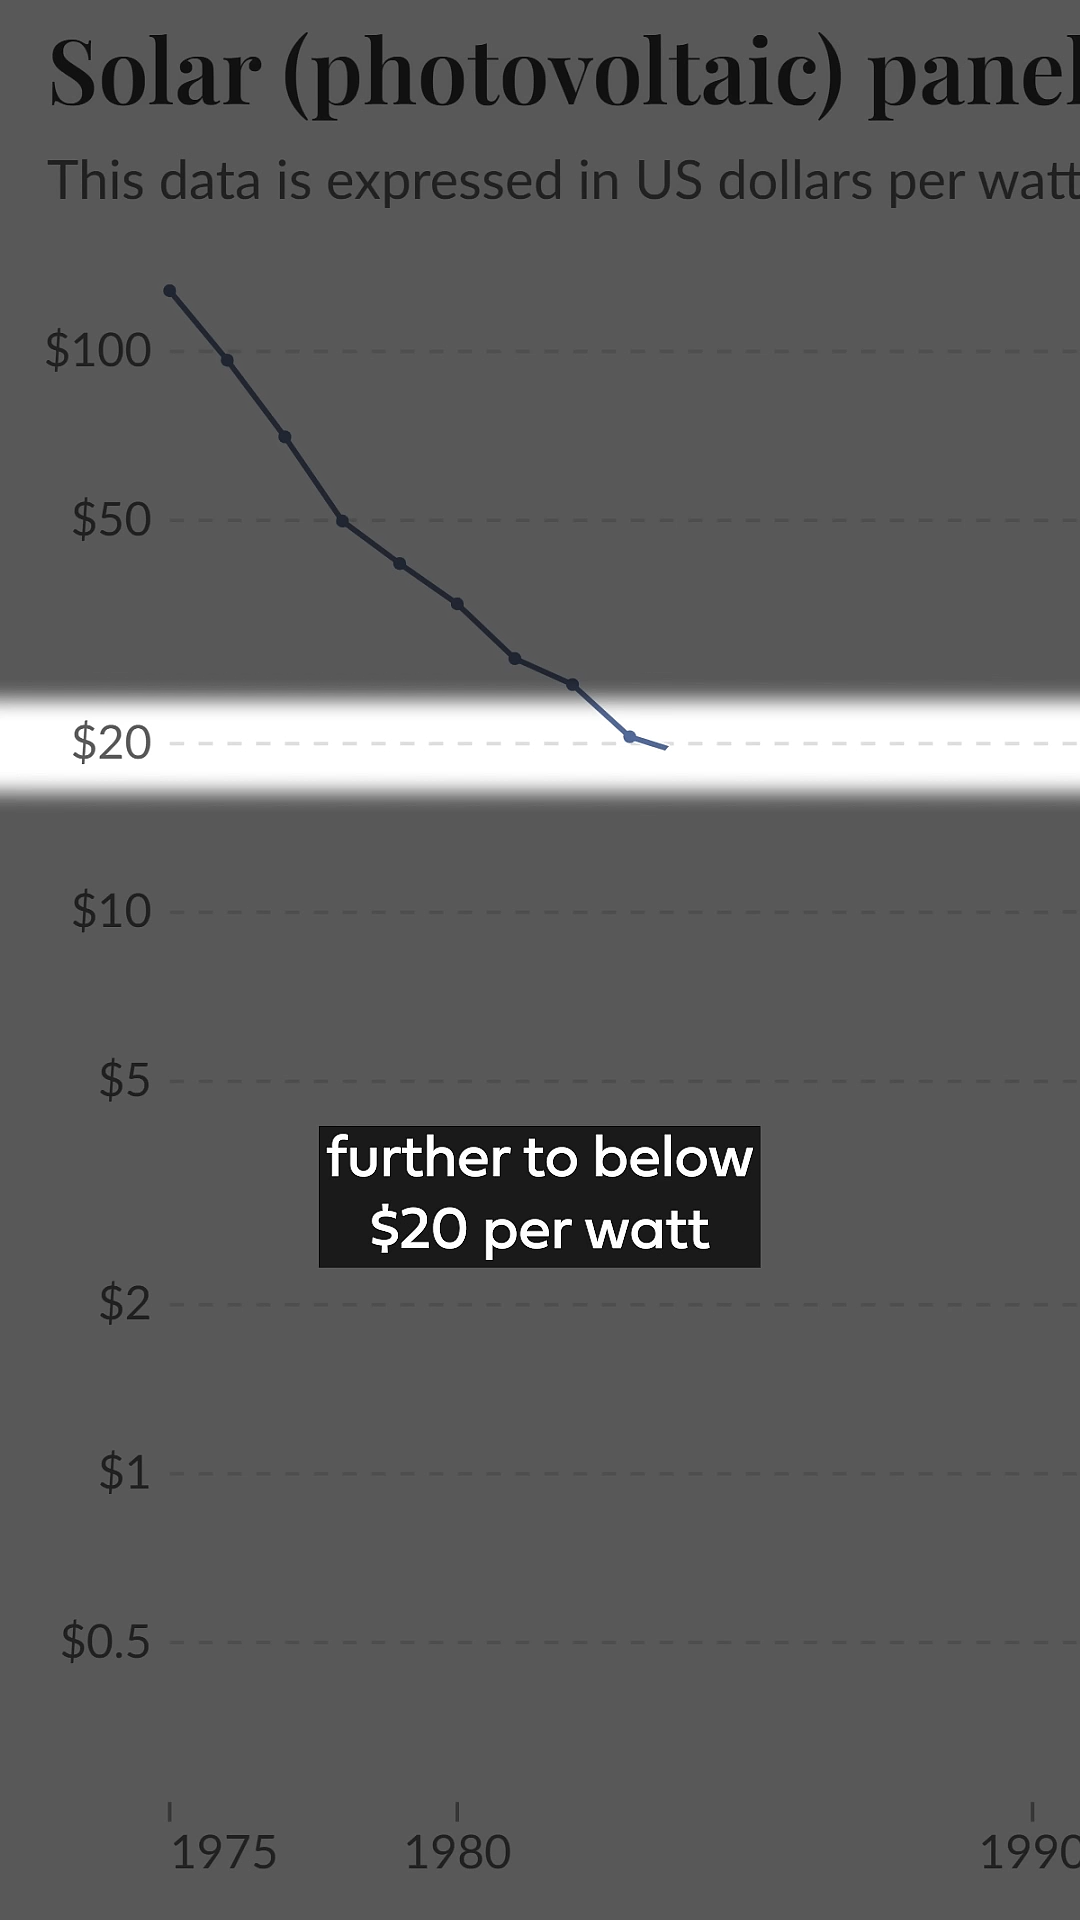 Solar (photovoltaic) panel
This data is expressed in US dollars per watt
$100
$50
$20
$10
$5
further to below
$20 per watt
$2
$1
$0.5
1975 1980 1990